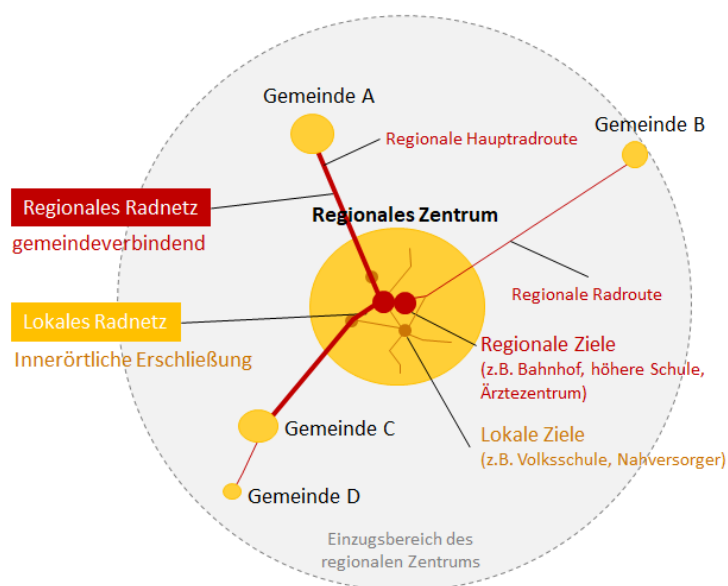 Gemeinde A
Gemeinde B
Regionale Hauptradroute
Regionales Radnetz
gemeindeverbindend
Regionales Zentrum
Regionale Radroute
Lokales Radnetz
Innerörtliche Erschließung
Regionale Ziele
(z.B. Bahnhof, höhere Schule,
Ärztezentrum)
Gemeinde C
Lokale Ziele
(z.B. Volksschule, Nahversorger)
Gemeinde D
Einzugsbereich des
regionalen Zentrums